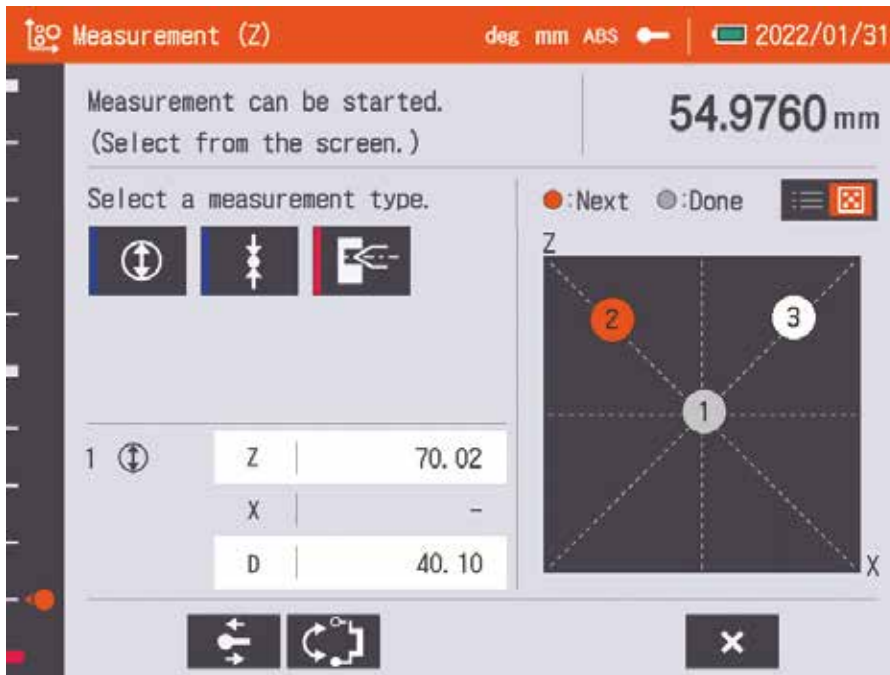 Measurement (Z) deg mm ABS 2022/01/31
Measurement can be started.
(Select from the screen.)
54.9760 mm
Select a measurement type.
:Next :Done
Z
2 3
1
X
1 Z 70.02
X -
D 40.10